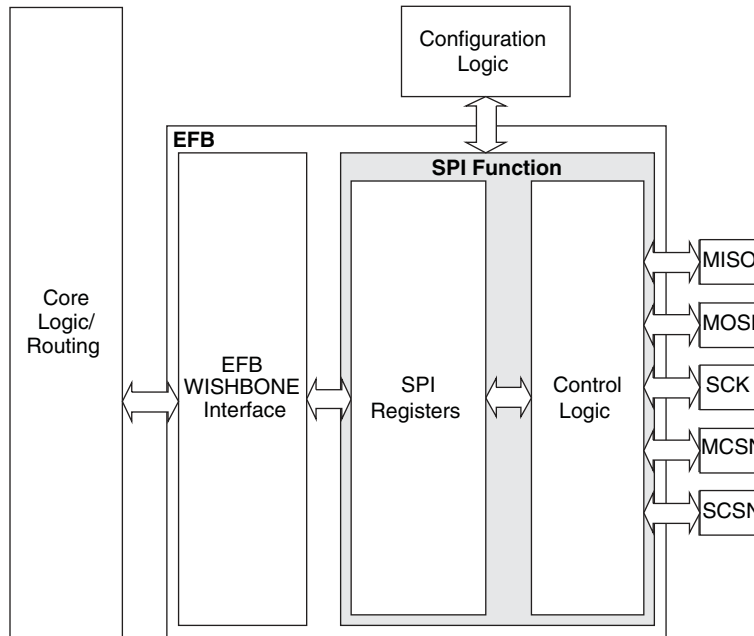 Configuration
Logic
EFB
SPI Function
Core
Logic/
Routing
EFB
WISHBONE
Interface
SPI
Registers
Control
Logic
MISO
MOSI
SCK
MCSN
SCSN